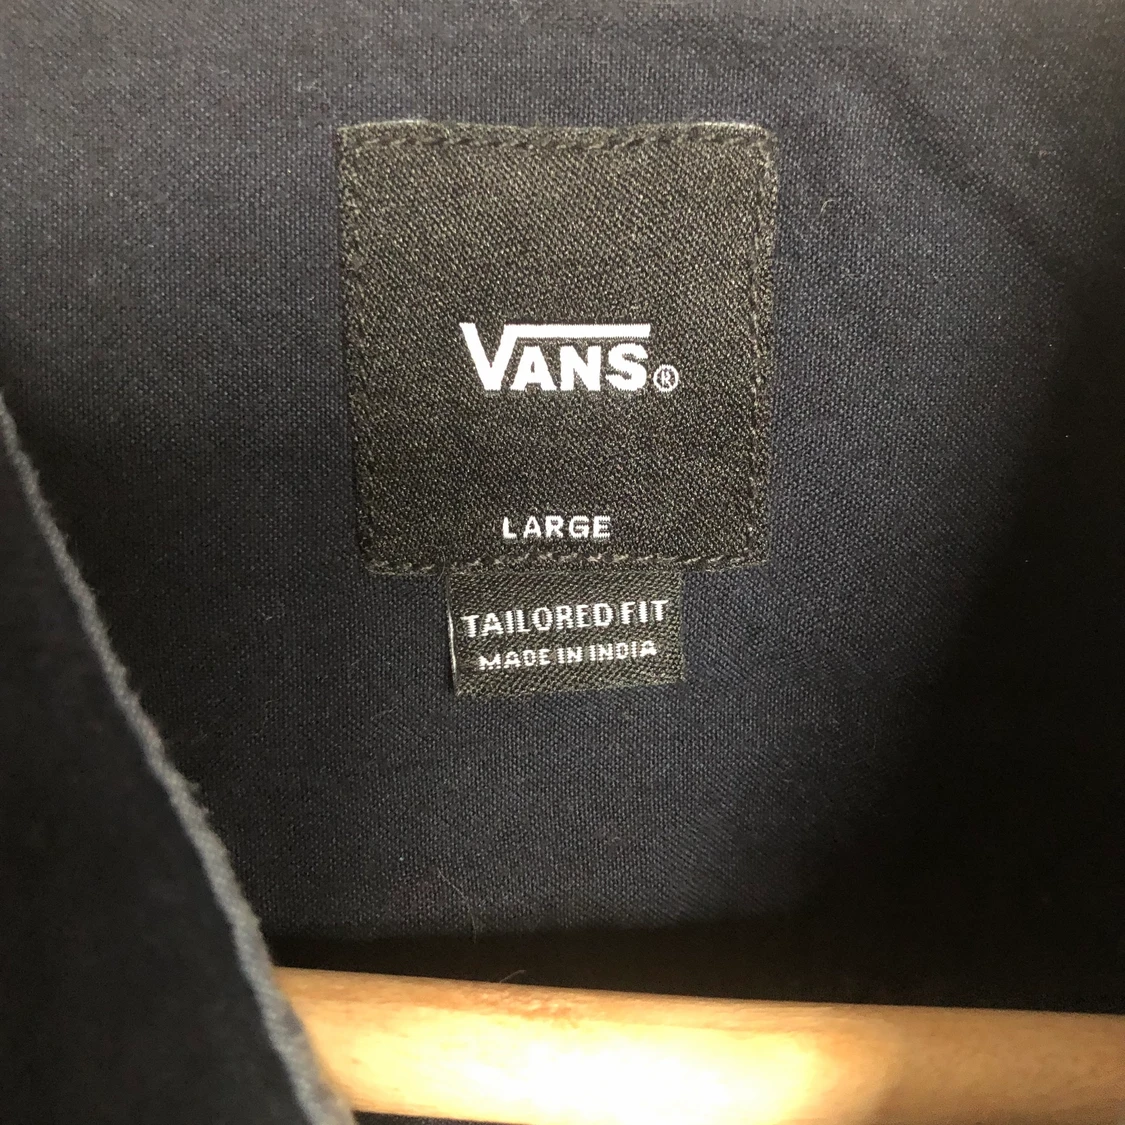 VANS®
LARGE
TAILORED FIT
MADE IN INDIA